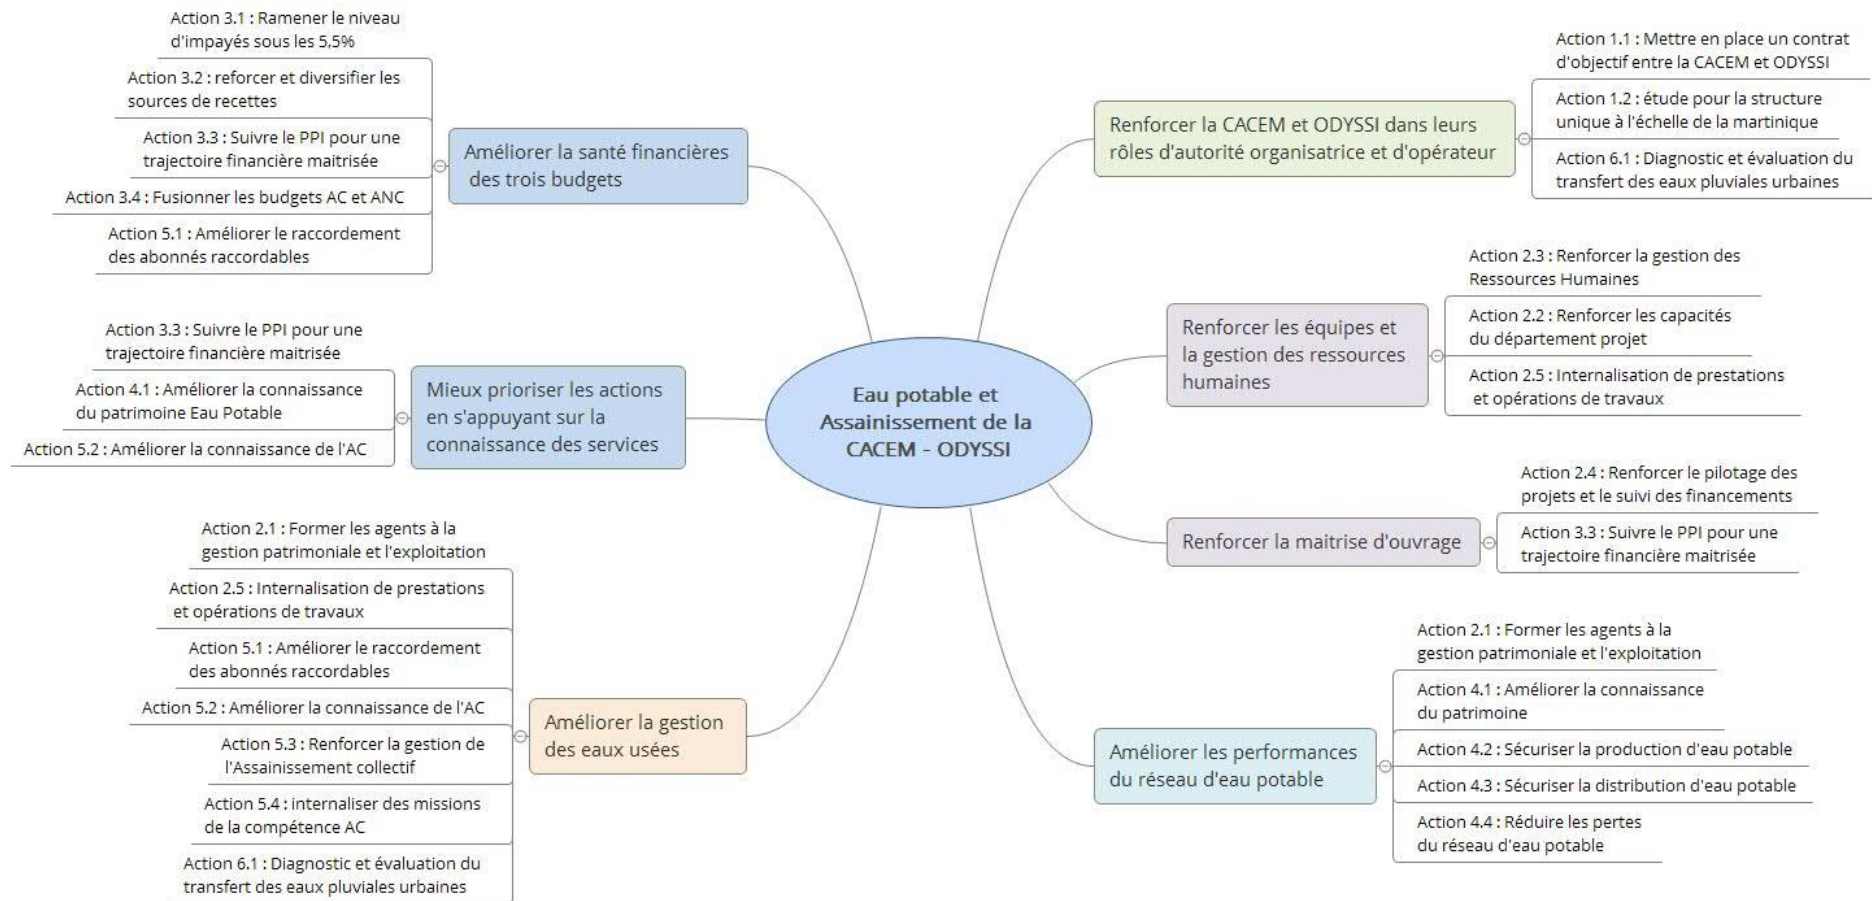 Eau potable et
Assainissement de la
CACEM - ODYSSI
Améliorer la santé financières
des trois budgets
Action 3.1 : Ramener le niveau
d'impayés sous les 5,5%
Action 3.2 : reforcer et diversifier les
sources de recettes
Action 3.3 : Suivre le PPI pour une
trajectoire financière maitrisée
Action 3.4 : Fusionner les budgets AC et ANC
Action 5.1 : Améliorer le raccordement
des abonnés raccordables
Mieux prioriser les actions
en s'appuyant sur la
connaissance des services
Action 3.3 : Suivre le PPI pour une
trajectoire financière maitrisée
Action 4.1 : Améliorer la connaissance
du patrimoine Eau Potable
Action 5.2 : Améliorer la connaissance de l'AC
Améliorer la gestion
des eaux usées
Action 2.1 : Former les agents à la
gestion patrimoniale et l'exploitation
Action 2.5 : Internalisation de prestations
et opérations de travaux
Action 5.1 : Améliorer le raccordement
des abonnés raccordables
Action 5.2 : Améliorer la connaissance de l'AC
Action 5.3 : Renforcer la gestion de
l'Assainissement collectif
Action 5.4 : internaliser des missions
de la compétence AC
Action 6.1 : Diagnostic et évaluation du
transfert des eaux pluviales urbaines
Renforcer la CACEM et ODYSSI dans leurs
rôles d'autorité organisatrice et d'opérateur
Action 1.1 : Mettre en place un contrat
d'objectif entre la CACEM et ODYSSI
Action 1.2 : étude pour la structure
unique à l'échelle de la martinique
Action 6.1 : Diagnostic et évaluation du
transfert des eaux pluviales urbaines
Renforcer les équipes et
la gestion des ressources
humaines
Action 2.3 : Renforcer la gestion des
Ressources Humaines
Action 2.2 : Renforcer les capacités
du département projet
Action 2.5 : Internalisation de prestations
et opérations de travaux
Renforcer la maitrise d'ouvrage
Action 2.4 : Renforcer le pilotage des
projets et le suivi des financements
Action 3.3 : Suivre le PPI pour une
trajectoire financière maitrisée
Améliorer les performances
du réseau d'eau potable
Action 2.1 : Former les agents à la
gestion patrimoniale et l'exploitation
Action 4.1 : Améliorer la connaissance
du patrimoine
Action 4.2 : Sécuriser la production d'eau potable
Action 4.3 : Sécuriser la distribution d'eau potable
Action 4.4 : Réduire les pertes
du réseau d'eau potable